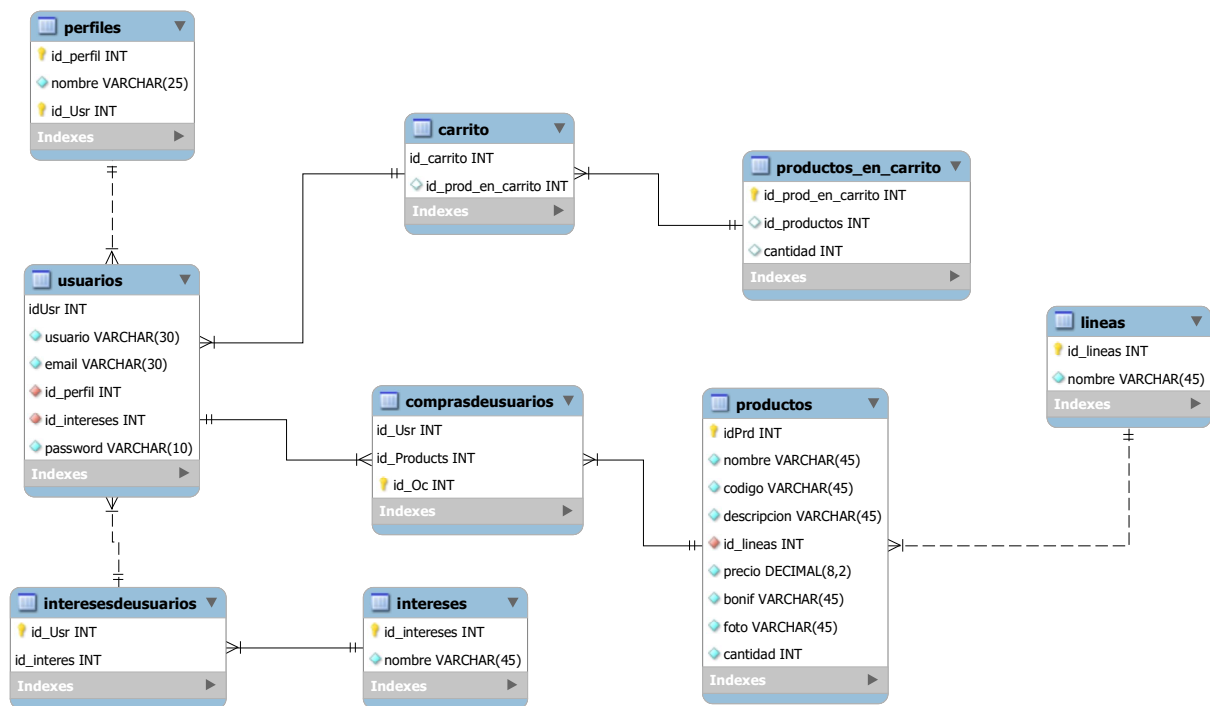 perfiles
id_perfil INT
nombre VARCHAR(25)
id_Usr INT
Indexes
carrito
id_carrito INT
id_prod_en_carrito INT
Indexes
productos_en_carrito
id_prod_en_carrito INT
id_productos INT
cantidad INT
Indexes
usuarios
idUsr INT
usuario VARCHAR(30)
email VARCHAR(30)
id_perfil INT
id_intereses INT
password VARCHAR(10)
Indexes
comprasdeusuarios
id_Usr INT
id_Products INT
id_Oc INT
Indexes
productos
idPrd INT
nombre VARCHAR(45)
codigo VARCHAR(45)
descripcion VARCHAR(45)
id_lineas INT
precio DECIMAL(8,2)
bonif VARCHAR(45)
foto VARCHAR(45)
cantidad INT
Indexes
lineas
id_lineas INT
nombre VARCHAR(45)
Indexes
interesesdeusuarios
id_Usr INT
id_interes INT
Indexes
intereses
id_intereses INT
nombre VARCHAR(45)
Indexes